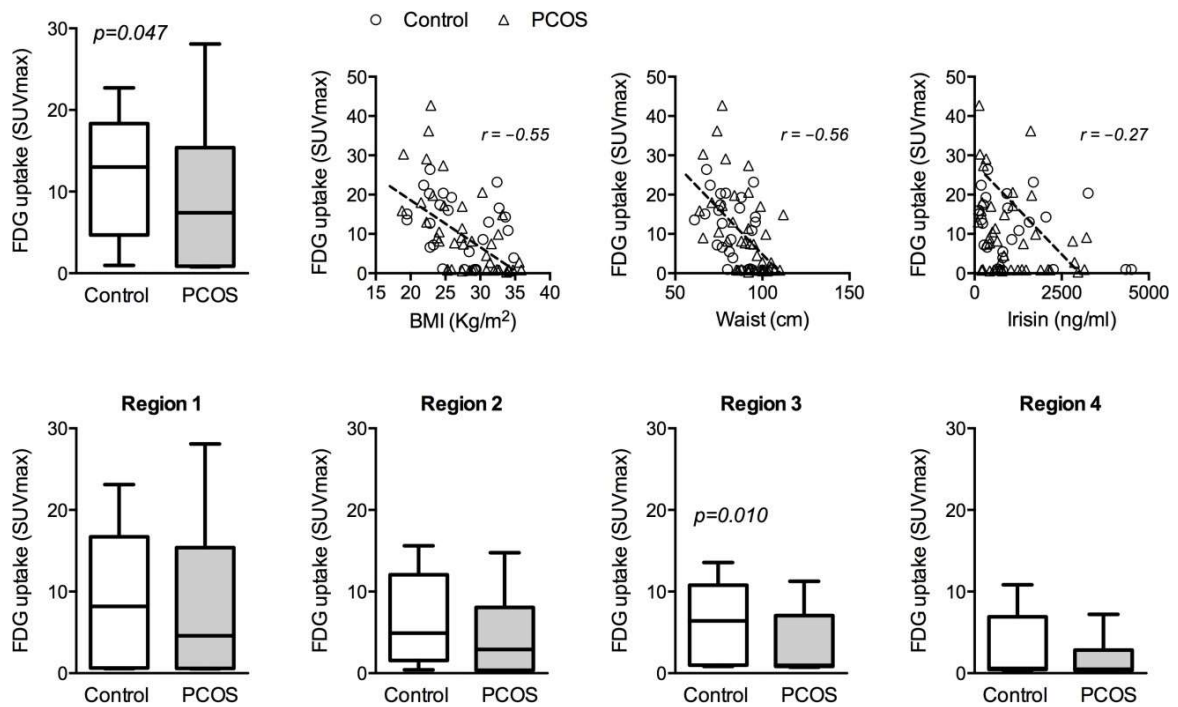 ○ Control △ PCOS
FDG uptake (SUVmax)
30
20
10
0
p=0.047
Control PCOS
FDG uptake (SUVmax)
50
40
30
20
10
0
r = −0.55
15 20 25 30 35 40
BMI (Kg/m²)
FDG uptake (SUVmax)
50
40
30
20
10
0
r = −0.56
50 100 150
Waist (cm)
FDG uptake (SUVmax)
50
40
30
20
10
0
r = −0.27
0 2500 5000
Irisin (ng/ml)
Region 1
FDG uptake (SUVmax)
30
20
10
0
Control PCOS
Region 2
FDG uptake (SUVmax)
30
20
10
0
Control PCOS
Region 3
FDG uptake (SUVmax)
30
20
10
0
p=0.010
Control PCOS
Region 4
FDG uptake (SUVmax)
30
20
10
0
Control PCOS